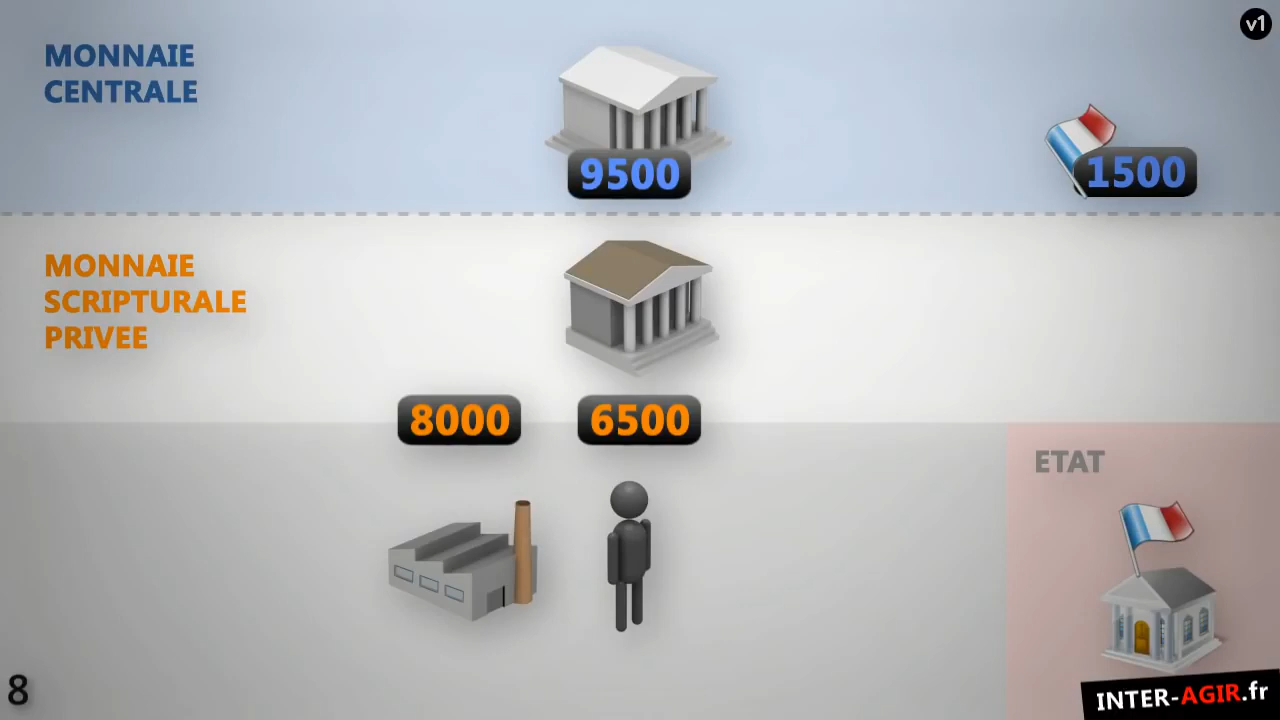 v1
MONNAIE
CENTRALE
9500
1500
MONNAIE
SCRIPTURALE
PRIVEE
8000
6500
ETAT
8
INTER-AGIR.fr